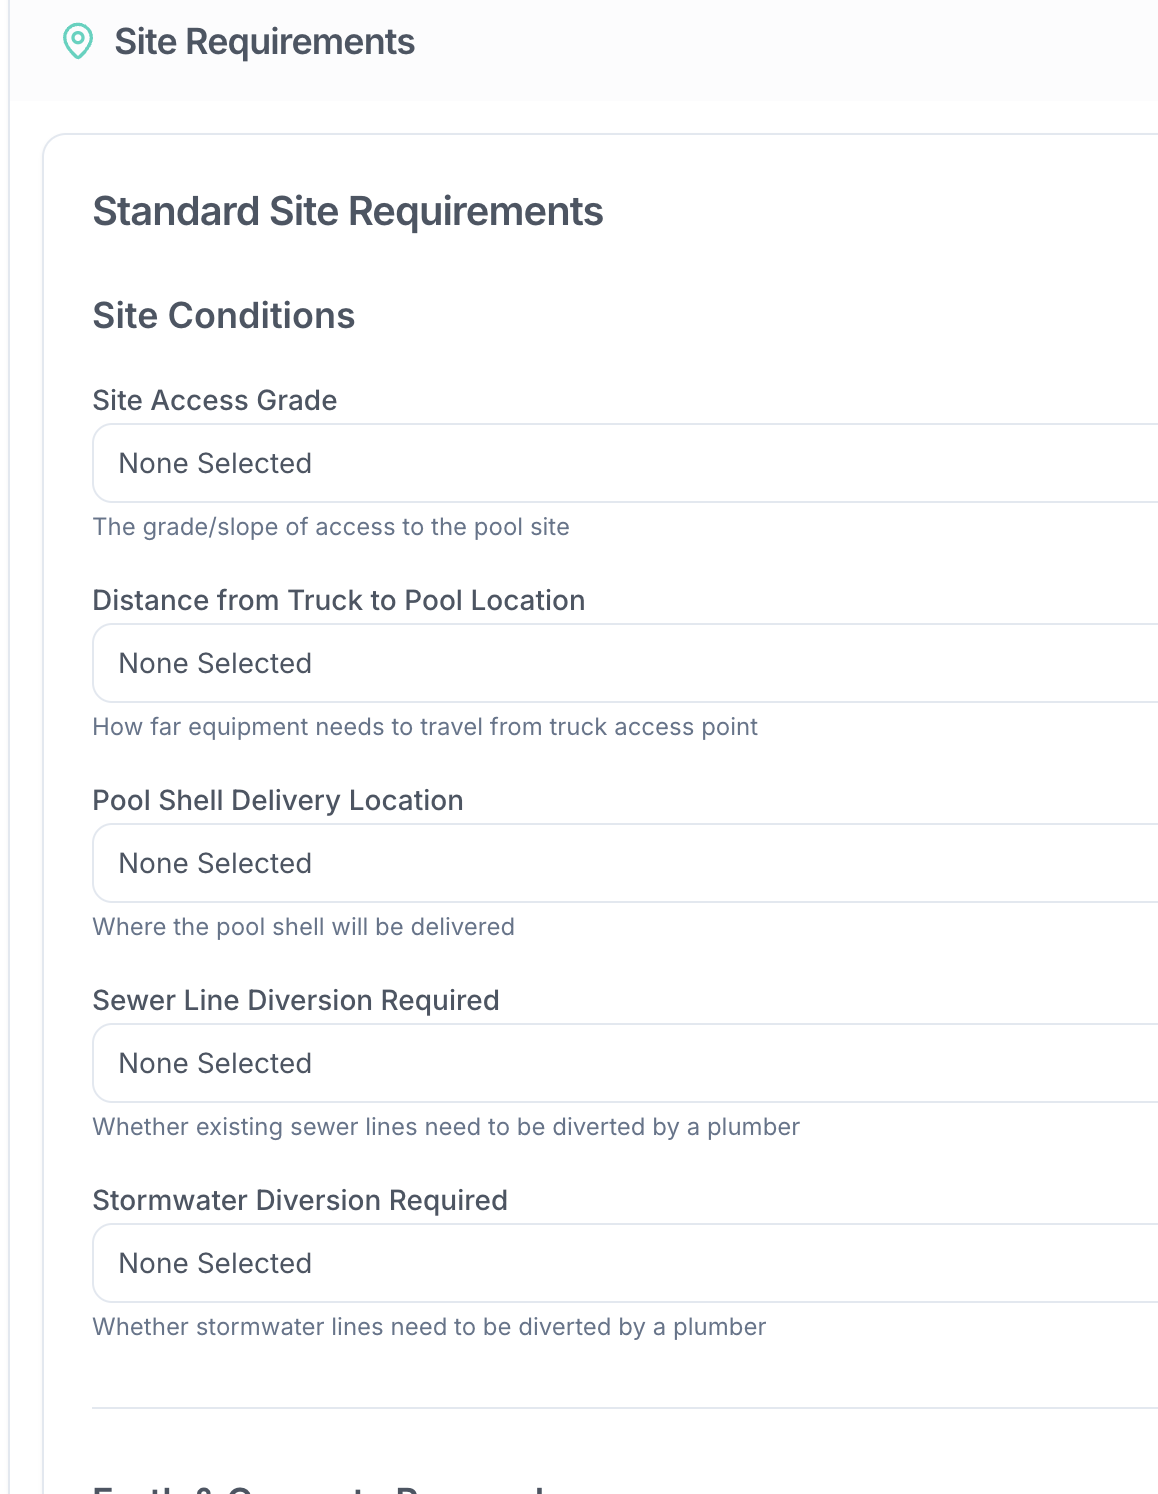 Site Requirements
Standard Site Requirements
Site Conditions
Site Access Grade
None Selected
The grade/slope of access to the pool site
Distance from Truck to Pool Location
None Selected
How far equipment needs to travel from truck access point
Pool Shell Delivery Location
None Selected
Where the pool shell will be delivered
Sewer Line Diversion Required
None Selected
Whether existing sewer lines need to be diverted by a plumber
Stormwater Diversion Required
None Selected
Whether stormwater lines need to be diverted by a plumber